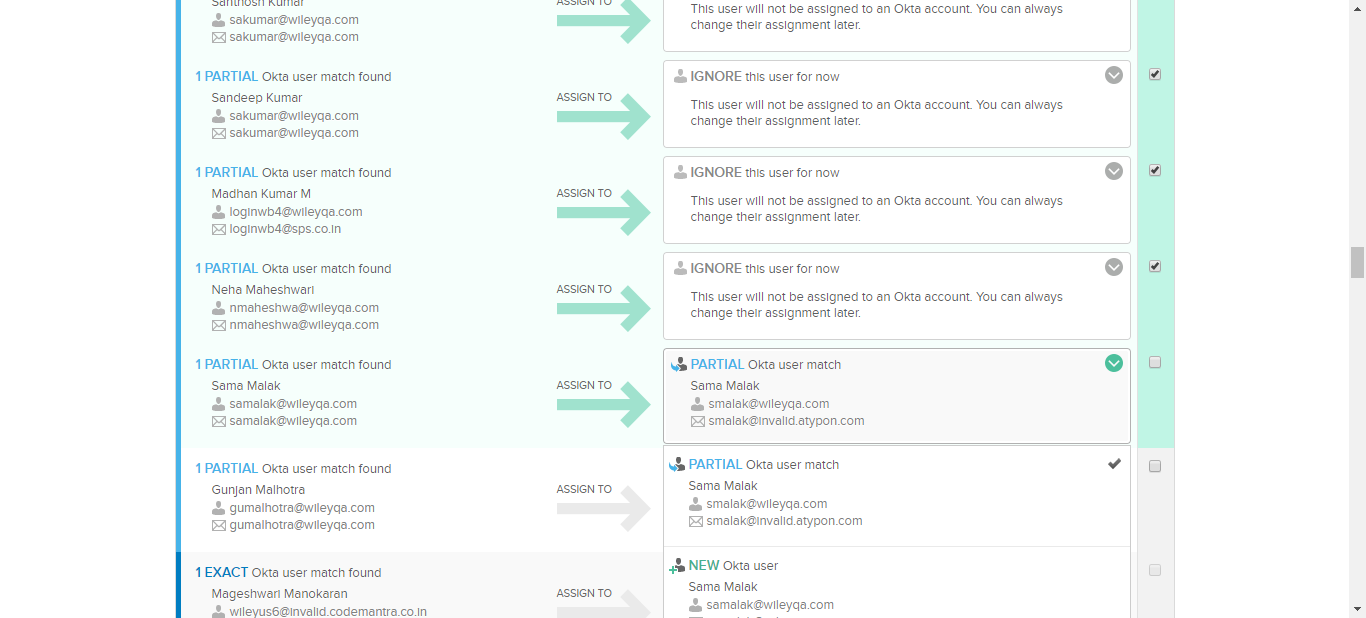 Santhosh Kumar
sakumar@wileyqa.com
sakumar@wileyqa.com
ASSIGN TO
This user will not be assigned to an Okta account. You can always
change their assignment later.
1 PARTIAL Okta user match found
Sandeep Kumar
sakumar@wileyqa.com
sakumar@wileyqa.com
ASSIGN TO
IGNORE this user for now
This user will not be assigned to an Okta account. You can always
change their assignment later.
1 PARTIAL Okta user match found
Madhan Kumar M
loginwb4@wileyqa.com
loginwb4@sps.co.in
ASSIGN TO
IGNORE this user for now
This user will not be assigned to an Okta account. You can always
change their assignment later.
1 PARTIAL Okta user match found
Neha Maheshwari
nmaheshwa@wileyqa.com
nmaheshwa@wileyqa.com
ASSIGN TO
IGNORE this user for now
This user will not be assigned to an Okta account. You can always
change their assignment later.
1 PARTIAL Okta user match found
Sama Malak
samalak@wileyqa.com
samalak@wileyqa.com
ASSIGN TO
PARTIAL Okta user match
Sama Malak
smalak@wileyqa.com
smalak@invalid.atypon.com
1 PARTIAL Okta user match found
Gunjan Malhotra
gumalhotra@wileyqa.com
gumalhotra@wileyqa.com
ASSIGN TO
PARTIAL Okta user match
Sama Malak
smalak@wileyqa.com
smalak@invalid.atypon.com
1 EXACT Okta user match found
Mageshwari Manokaran
wileyus6@invalid.codemantra.co.in
ASSIGN TO
NEW Okta user
Sama Malak
samalak@wileyqa.com